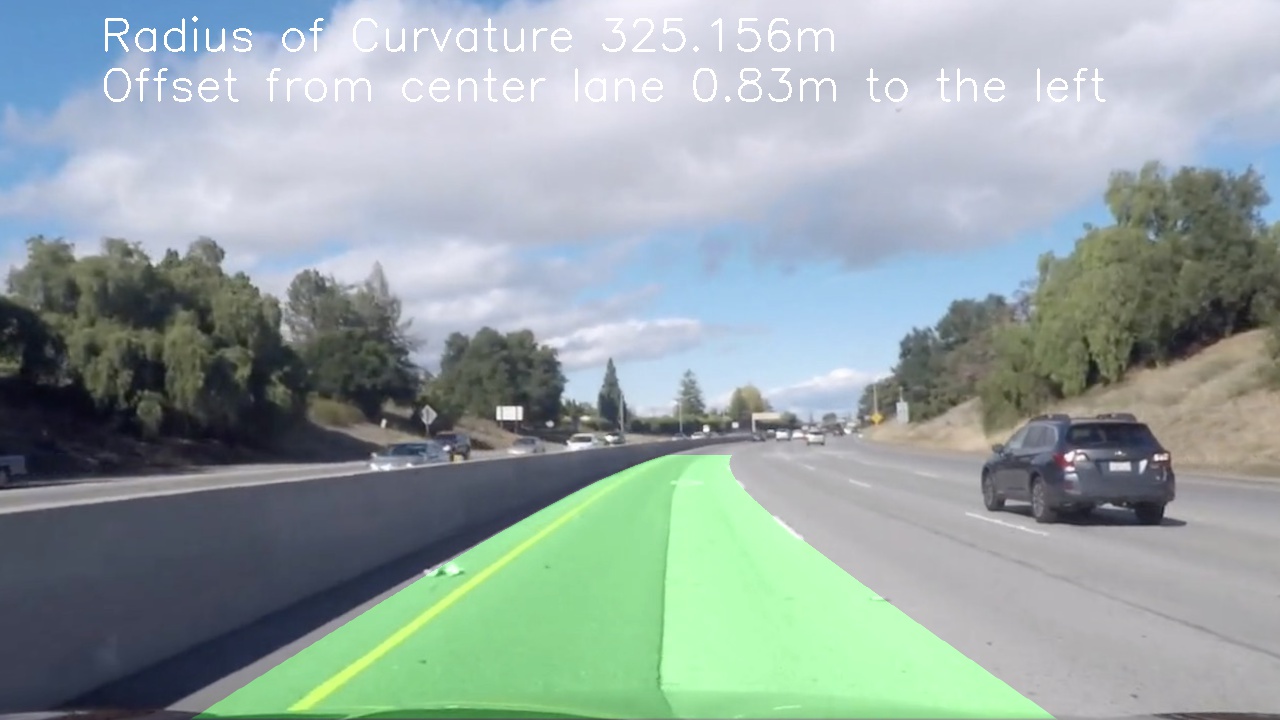 Radius of Curvature 325.156m
Offset from center lane 0.83m to the left